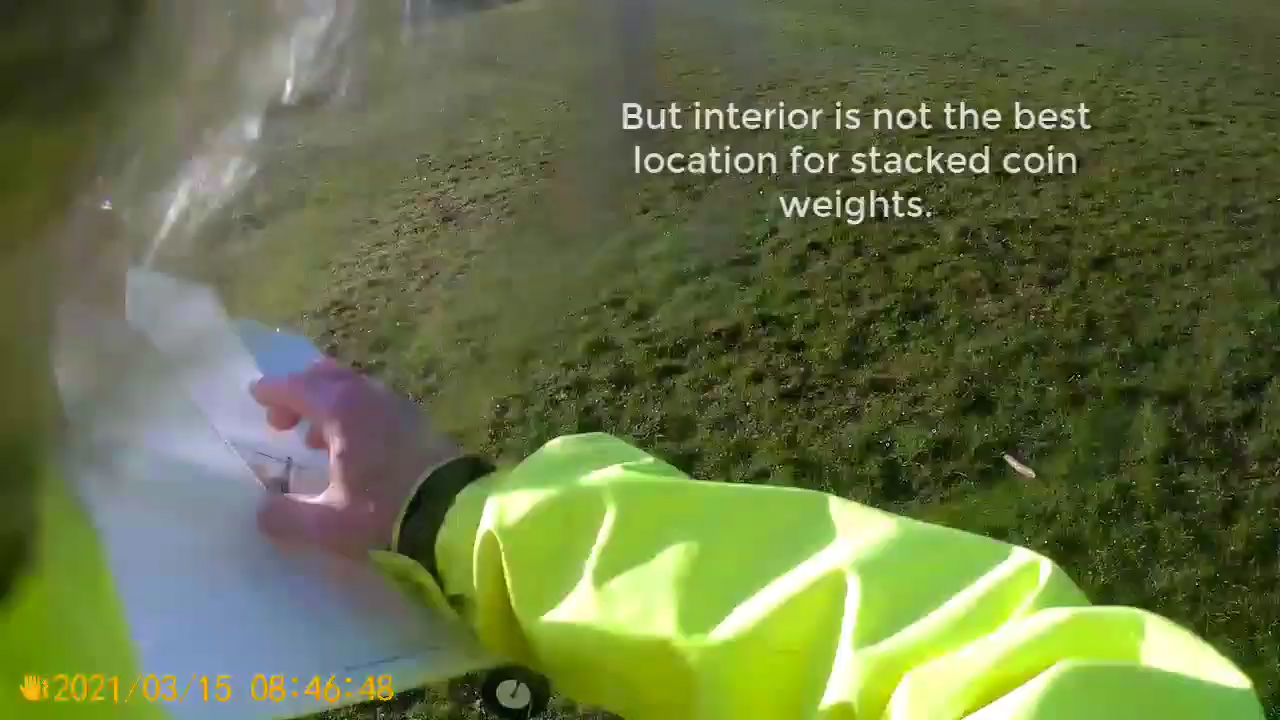 But interior is not the best
location for stacked coin
weights.
2021/03/15 08:46:48